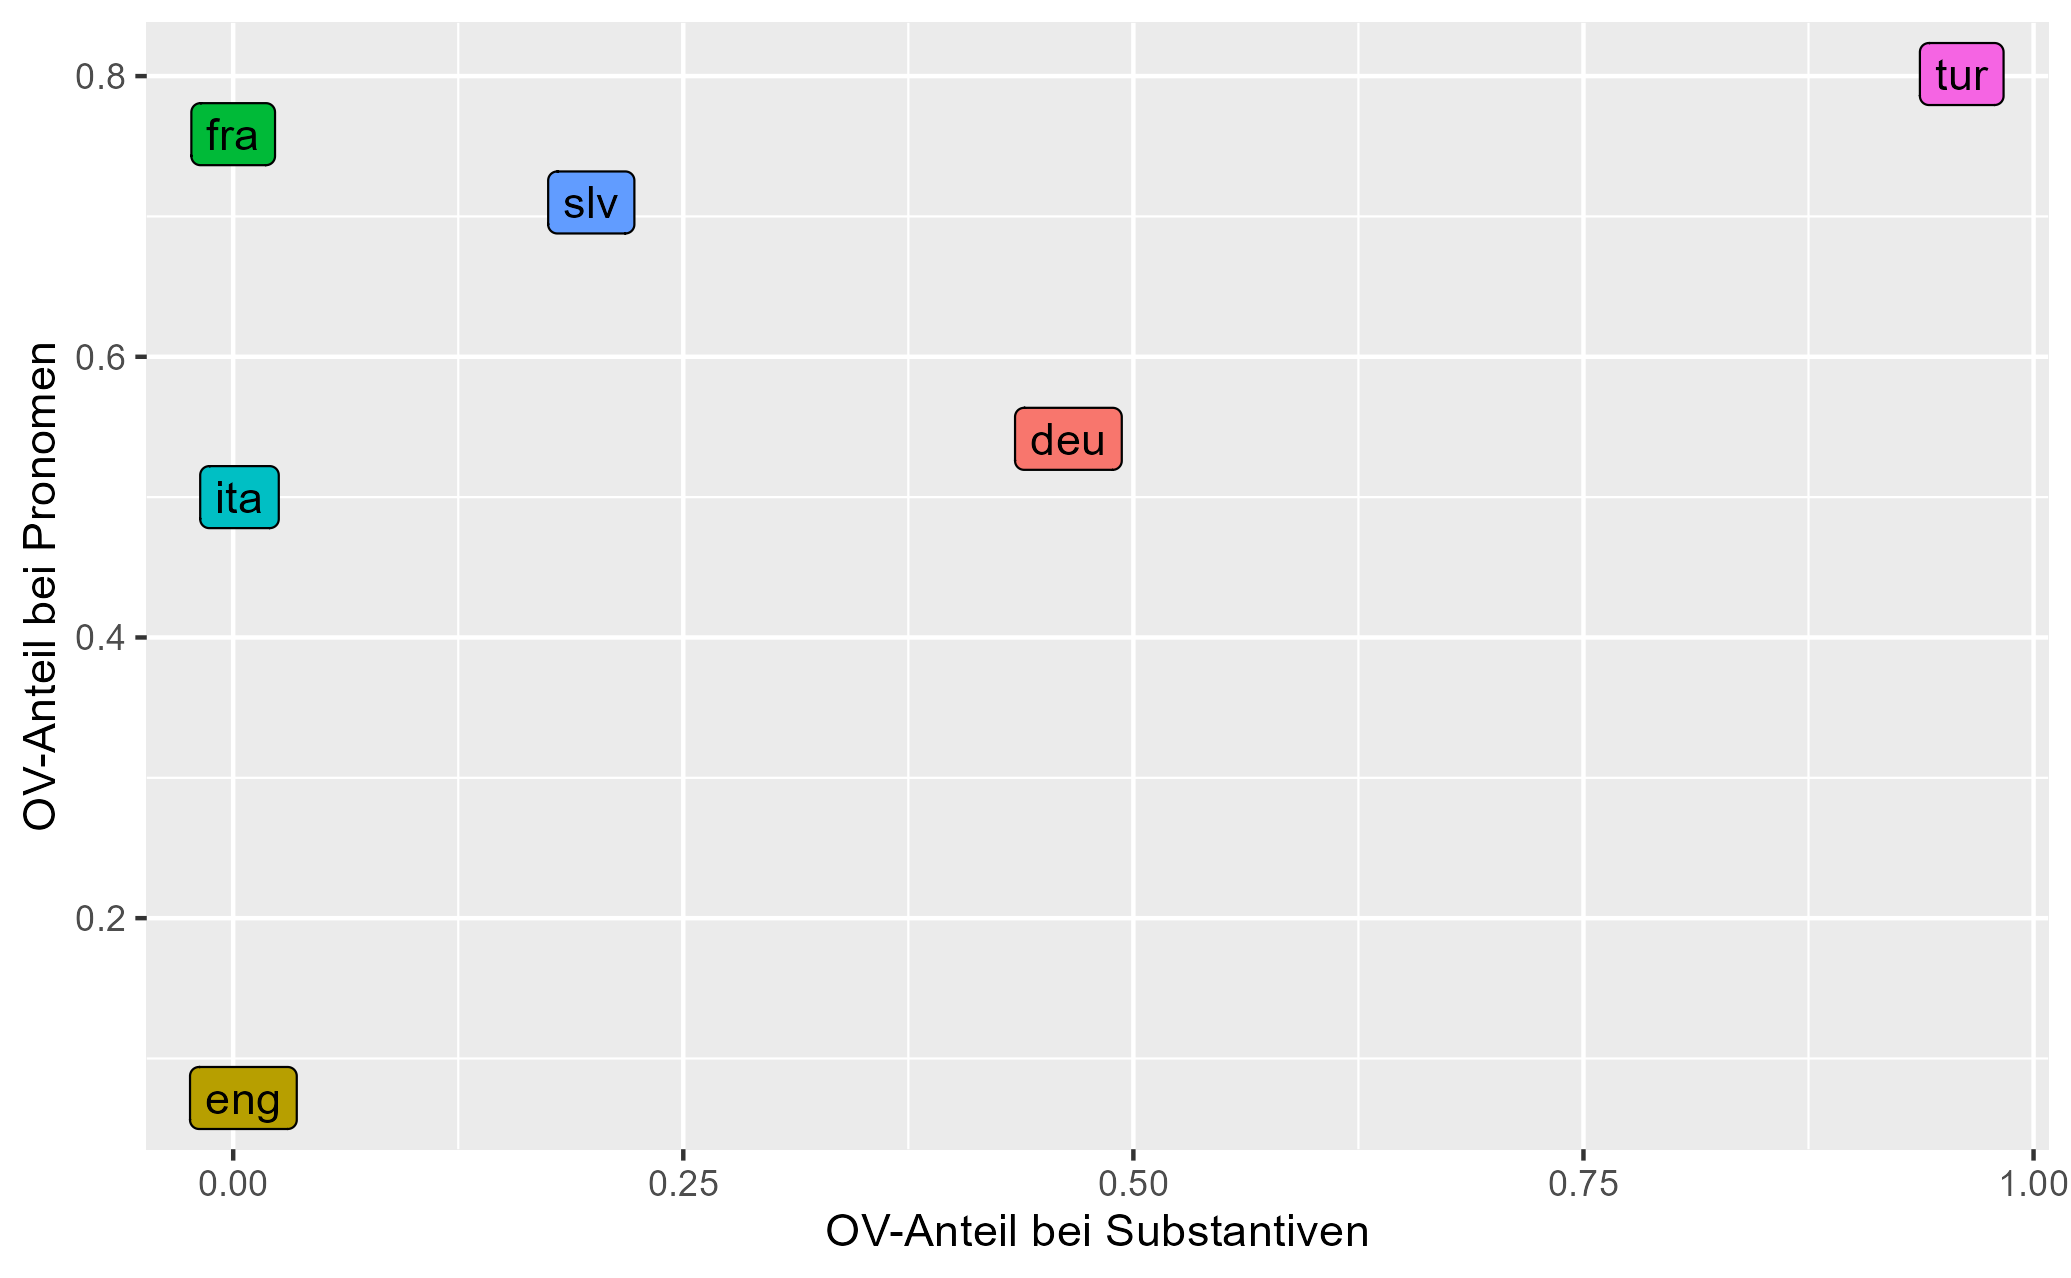 OV-Anteil bei Pronomen
0.8
0.6
0.4
0.2
fra
slv
tur
deu
ita
eng
0.00
0.25
0.50
0.75
1.00
OV-Anteil bei Substantiven